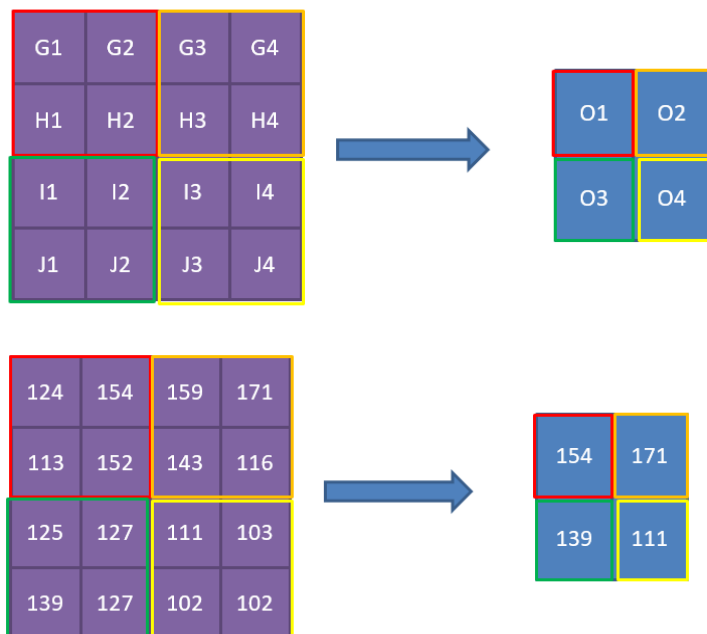 G1 G2 G3 G4
H1 H2 H3 H4
I1 I2 I3 I4
J1 J2 J3 J4
O1 O2
O3 O4
124 154 159 171
113 152 143 116
125 127 111 103
139 127 102 102
154 171
139 111